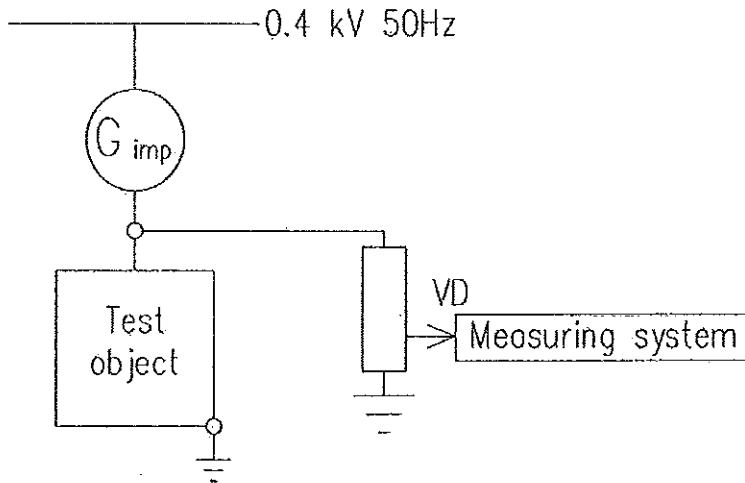 0.4 kV 50Hz
G imp
VD
Test
object
Measuring system